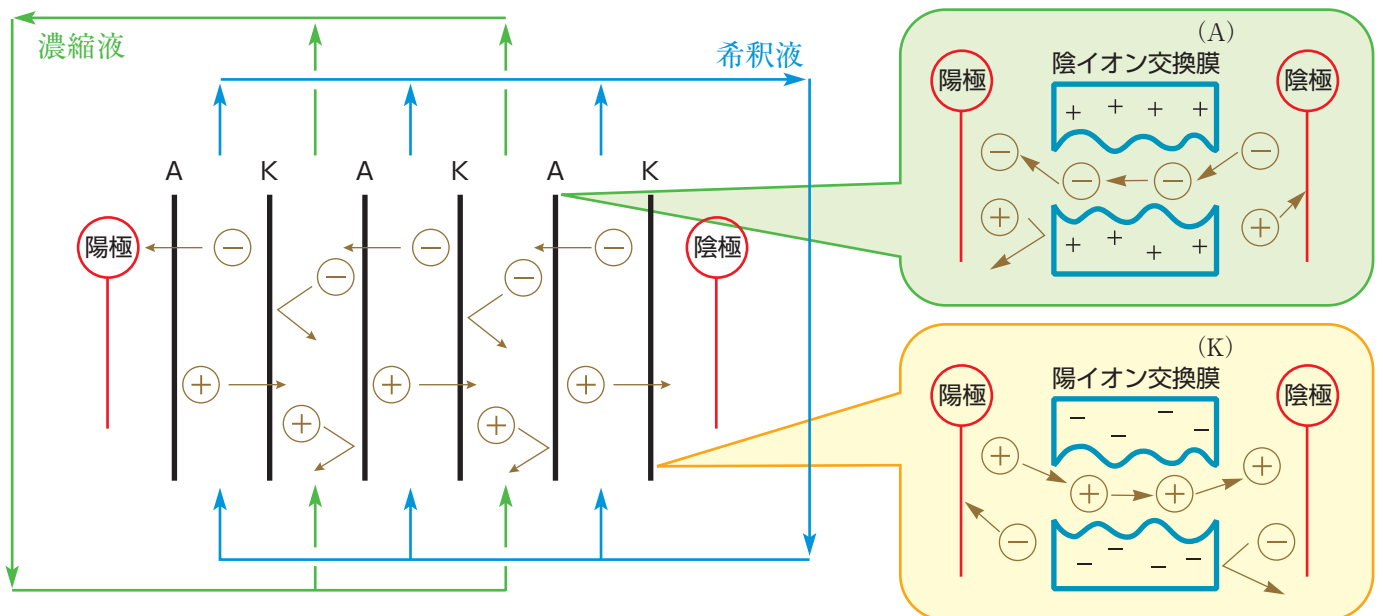 濃縮液
希釈液
A K A K A K
陽極
陰極
(A)
陰イオン交換膜
陽極
陰極
+ + + +
− − − −
+ +
+ + + +
(K)
陽イオン交換膜
陽極
陰極
− − − −
+ + + +
− −
− − − −
− − −
− −
+ + +
+ +